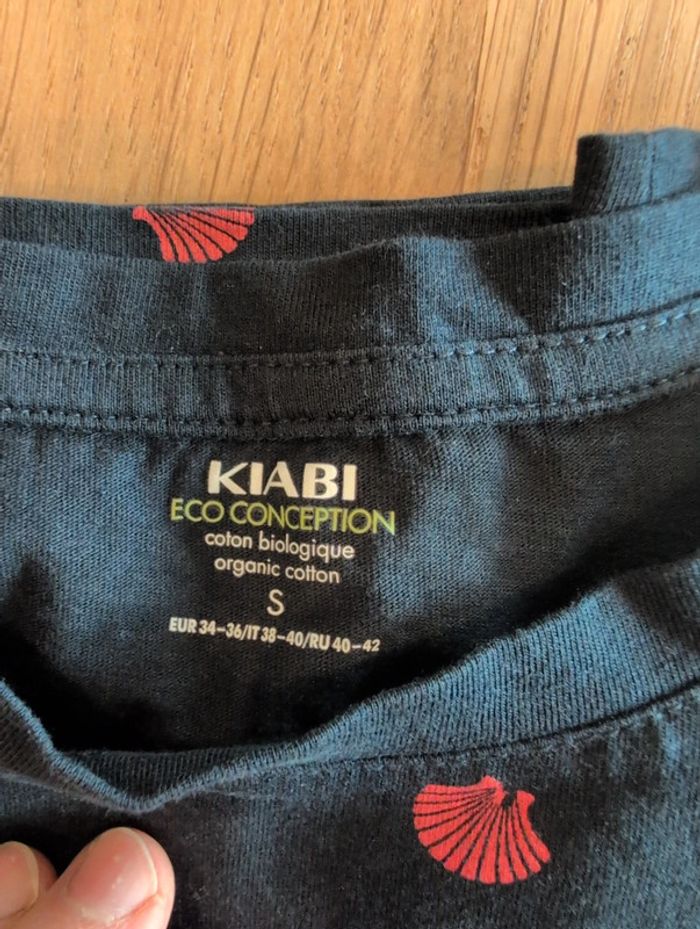 KIABI
ECO CONCEPTION
coton biologique
organic cotton
S
EUR 34-36/IT 38-40/RU 40-42